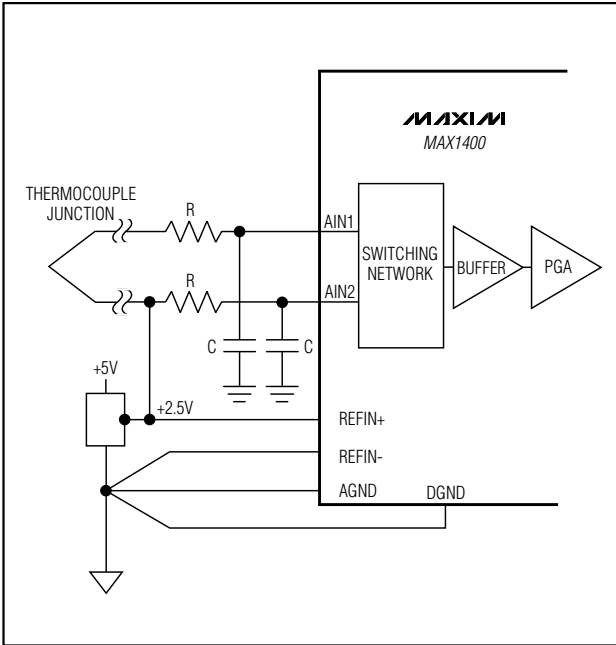 MAXIM
MAX1400
THERMOCOUPLE
JUNCTION
R
AIN1
SWITCHING
NETWORK
BUFFER
PGA
R
AIN2
C
C
+5V
+2.5V
REFIN+
REFIN-
AGND
DGND